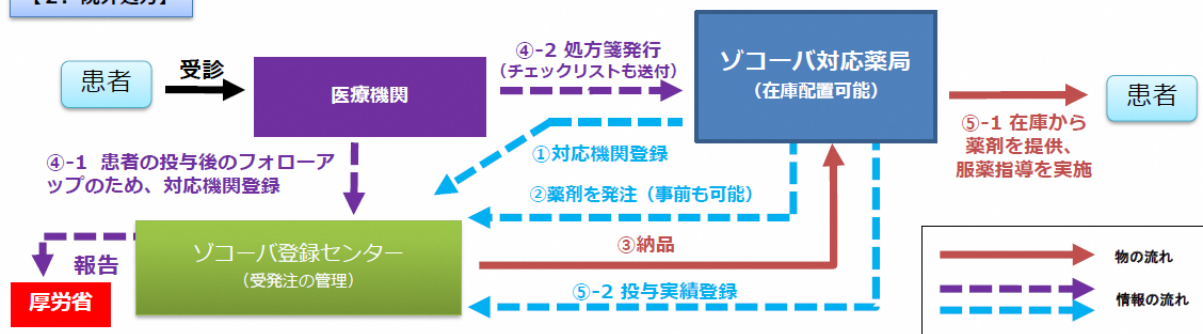 【2. 院外処方】
患者
受診
医療機関
④-2 処方箋発行
(チェックリストも送付)
ゾコーバ対応薬局
(在庫配置可能)
患者
⑤-1 在庫から
薬剤を提供、
服薬指導を実施
④-1 患者の投与後のフォローア
ップのため、対応機関登録
①対応機関登録
②薬剤を発注(事前も可能)
ゾコーバ登録センター
(受発注の管理)
③納品
⑤-2 投与実績登録
報告
厚労省
物の流れ
情報の流れ